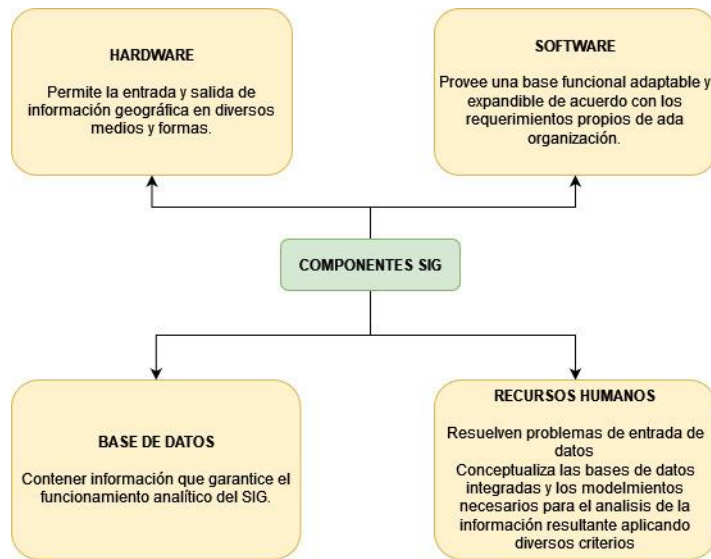 HARDWARE
Permite la entrada y salida de
información geográfica en diversos
medios y formas.
SOFTWARE
Provee una base funcional adaptable y
expandible de acuerdo con los
requerimientos propios de ada
organización.
COMPONENTES SIG
BASE DE DATOS
Contener información que garantice el
funcionamiento analítico del SIG.
RECURSOS HUMANOS
Resuelven problemas de entrada de
datos
Conceptualiza las bases de datos
integradas y los modelmientos
necesarios para el analisis de la
información resultante aplicando
diversos criterios